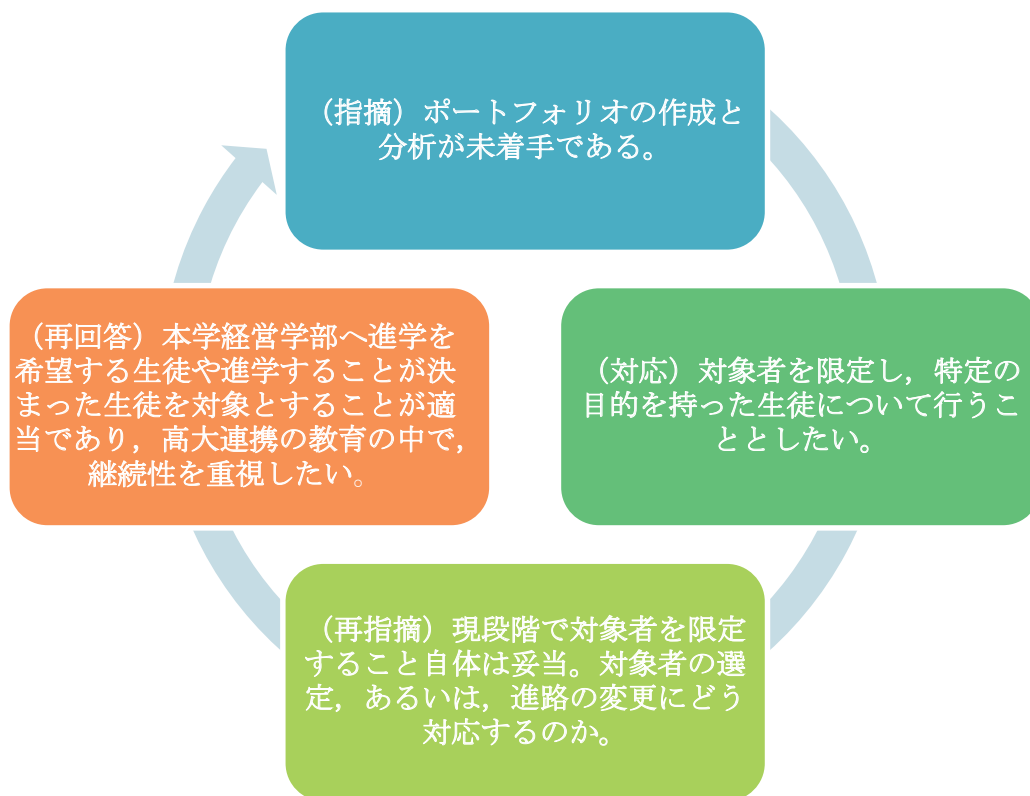 （指摘）ポートフォリオの作成と
分析が未着手である。
（対応）対象者を限定し，特定の
目的を持った生徒について行うこ
ととしたい。
（再指摘）現段階で対象者を限定
すること自体は妥当。対象者の選
定，あるいは，進路の変更にどう
対応するのか。
（再回答）本学経営学部へ進学を
希望する生徒や進学することが決
まった生徒を対象とすることが適
当であり，高大連携の教育の中で，
継続性を重視したい。